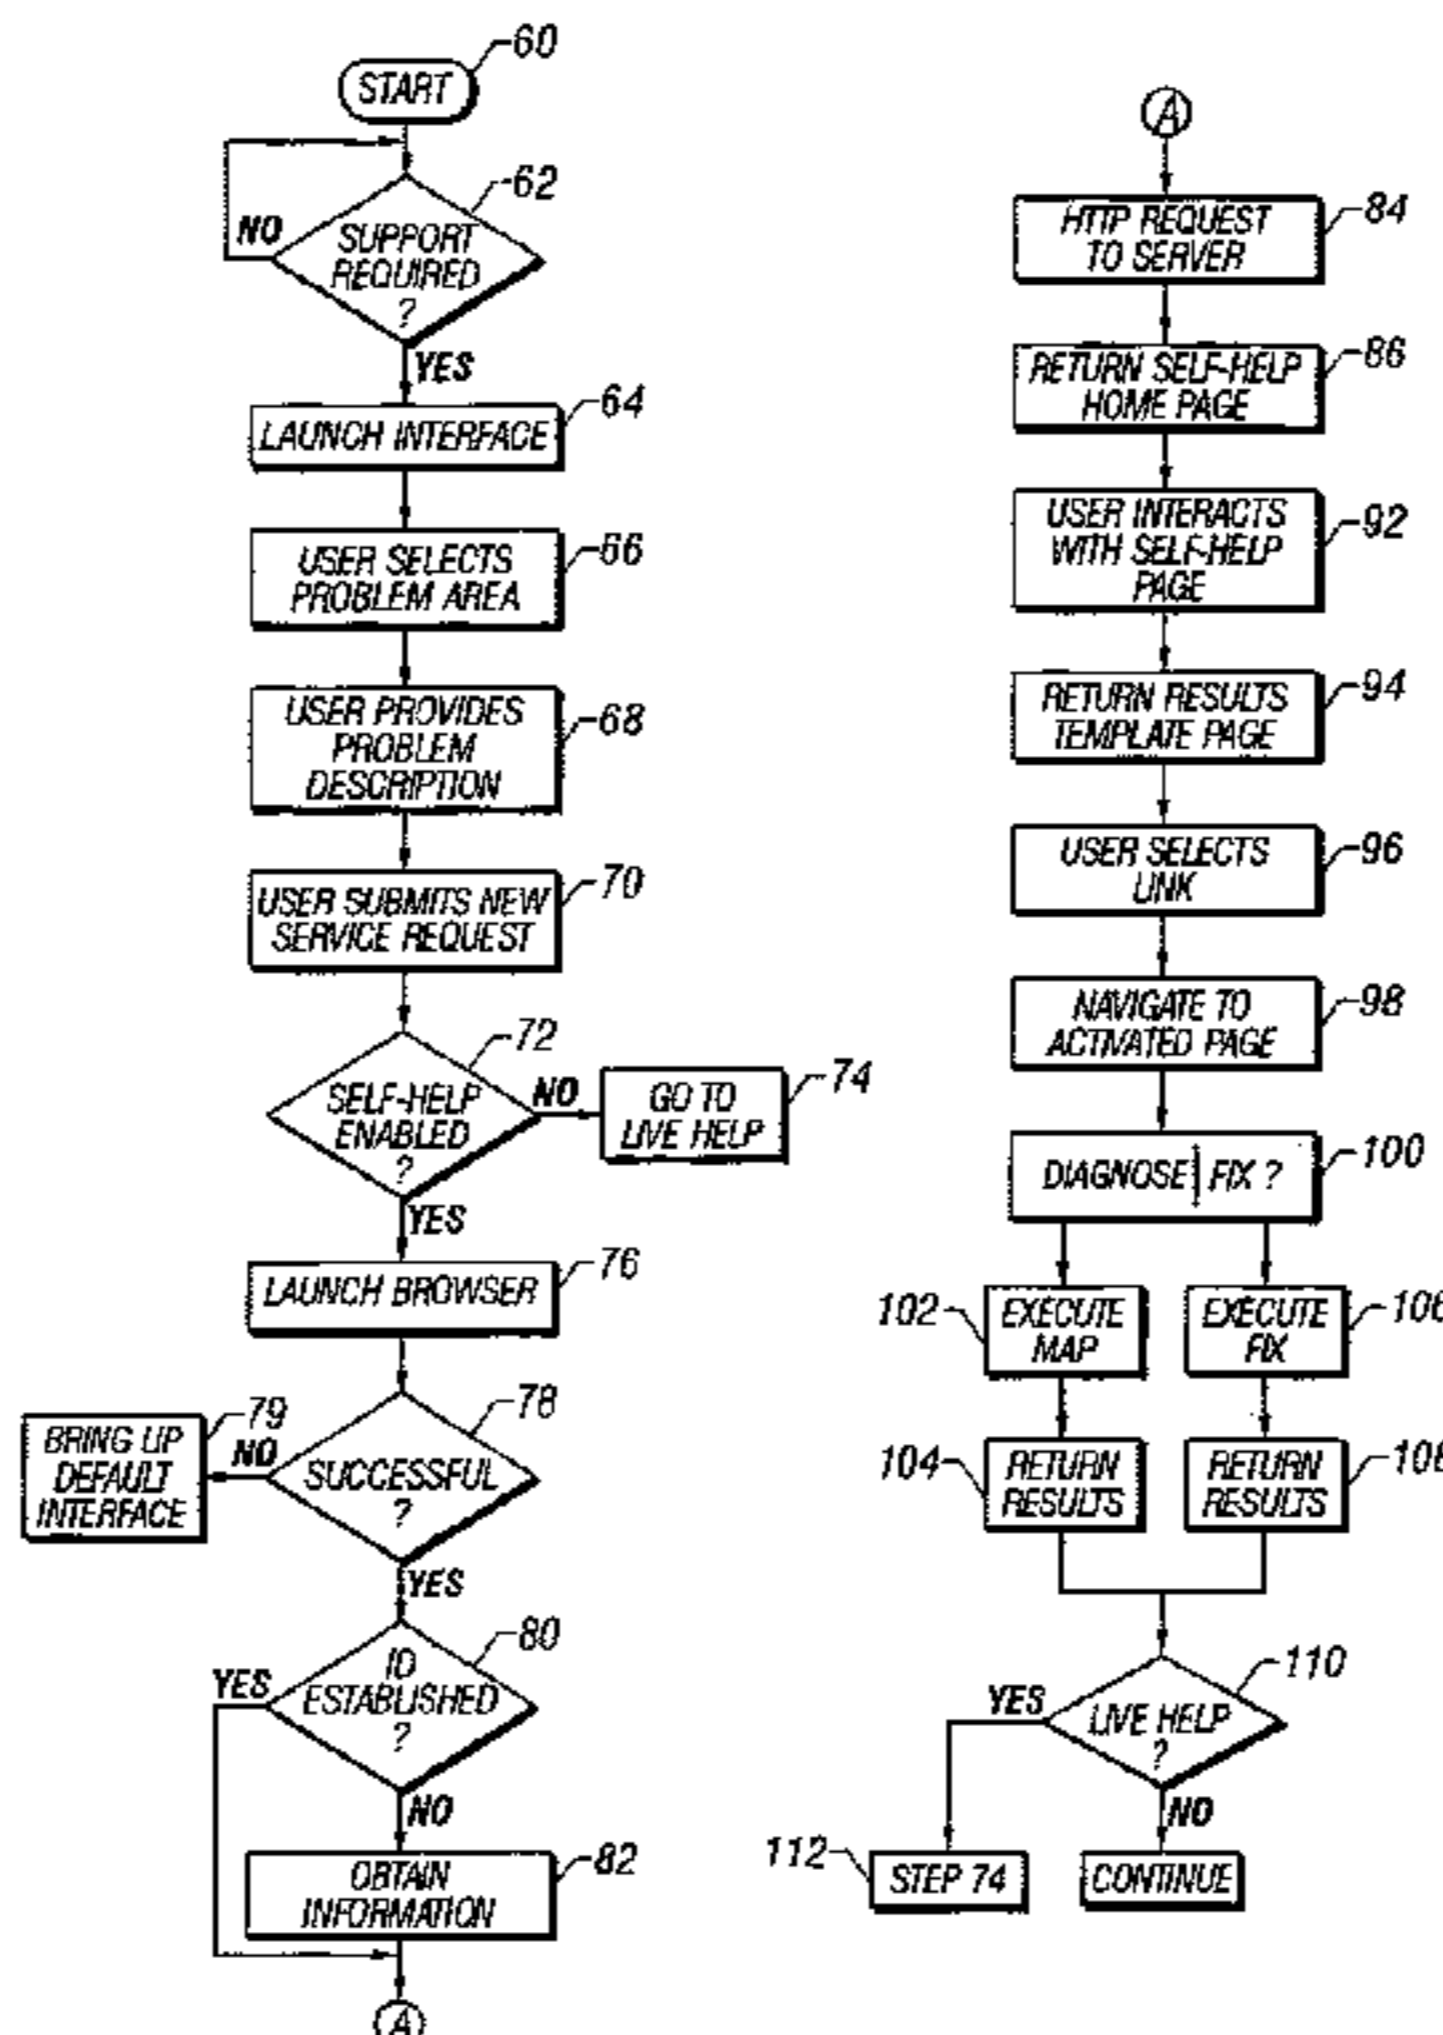 60
START
62
NO
SUPPORT
REQUIRED
?
YES
64
LAUNCH INTERFACE
66
USER SELECTS
PROBLEM AREA
68
USER PROVIDES
PROBLEM
DESCRIPTION
70
USER SUBMITS NEW
SERVICE REQUEST
72
SELF-HELP
ENABLED
?
NO
74
GO TO
LIVE HELP
YES
76
LAUNCH BROWSER
78
SUCCESSFUL
?
NO
79
BRING UP
DEFAULT
INTERFACE
YES
80
ID
ESTABLISHED
?
YES
NO
82
OBTAIN
INFORMATION
A
A
84
HTTP REQUEST
TO SERVER
86
RETURN SELF-HELP
HOME PAGE
92
USER INTERACTS
WITH SELF-HELP
PAGE
94
RETURN RESULTS
TEMPLATE PAGE
96
USER SELECTS
LINK
98
NAVIGATE TO
ACTIVATED PAGE
100
DIAGNOSE FIX ?
102
EXECUTE
MAP
106
EXECUTE
FIX
104
RETURN
RESULTS
108
RETURN
RESULTS
110
LIVE HELP
?
YES
NO
112
STEP 74
CONTINUE